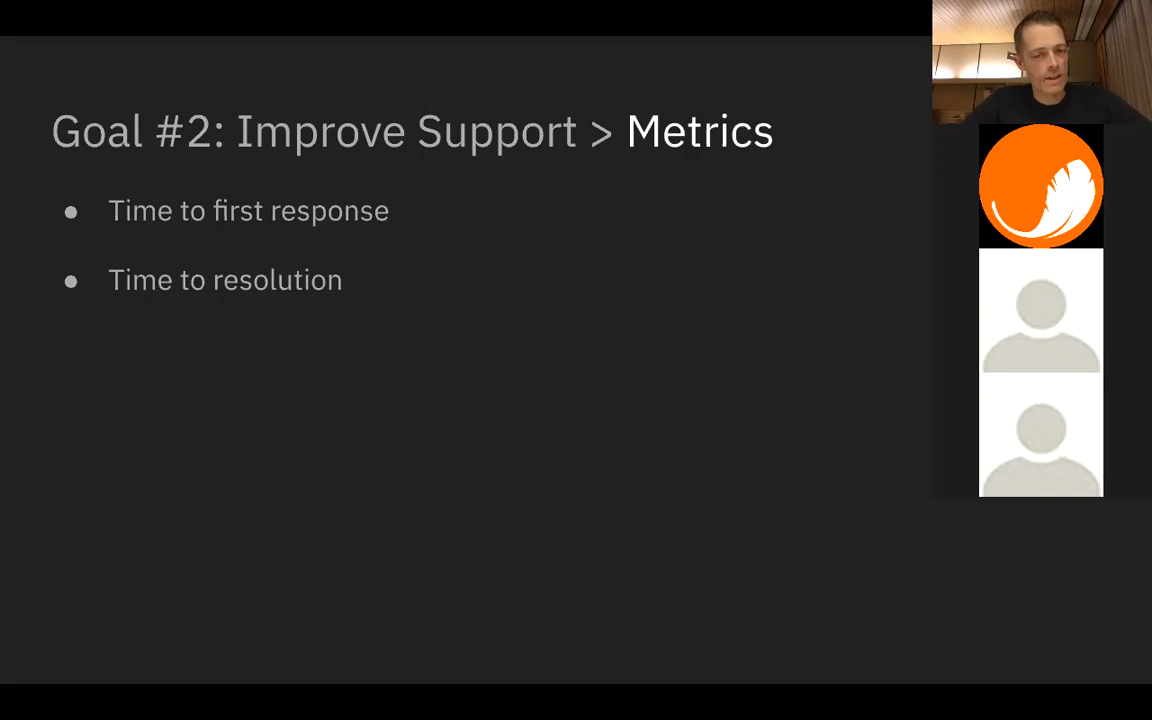 Goal #2: Improve Support > Metrics
● Time to first response
● Time to resolution